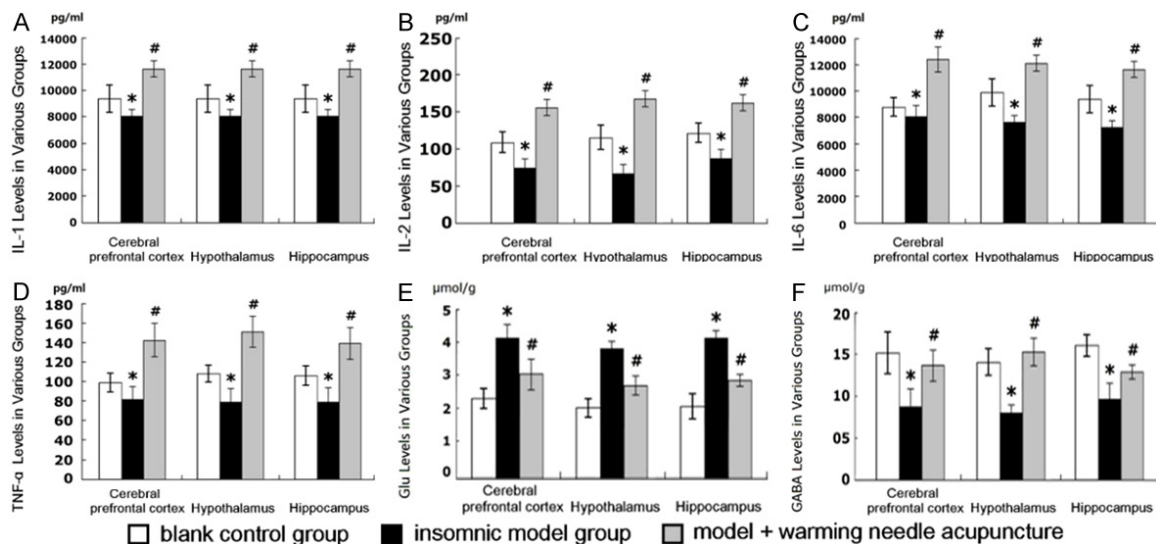 A
pg/ml
IL-1 Levels in Various Groups
14000
12000
10000
8000
6000
4000
2000
0
#
*
#
*
#
*
Cerebral
prefrontal cortex
Hypothalamus
Hippocampus
B
pg/ml
IL-2 Levels in Various Groups
250
200
150
100
50
0
#
*
#
*
#
*
Cerebral
prefrontal cortex
Hypothalamus
Hippocampus
C
pg/ml
IL-6 Levels in Various Groups
14000
12000
10000
8000
6000
4000
2000
0
#
*
#
*
#
*
Cerebral
prefrontal cortex
Hypothalamus
Hippocampus
D
pg/ml
TNF-α Levels in Various Groups
180
160
140
120
100
80
60
40
20
0
#
*
#
*
#
*
Cerebral
prefrontal cortex
Hypothalamus
Hippocampus
E
μmol/g
Glu Levels in Various Groups
5
4
3
2
1
0
*
#
*
#
*
#
Cerebral
prefrontal cortex
Hypothalamus
Hippocampus
F
μmol/g
GABA Levels in Various Groups
20
15
10
05
0
*
#
*
#
*
#
Cerebral
prefrontal cortex
Hypothalamus
Hippocampus
blank control group
insomnic model group
model + warming needle acupuncture